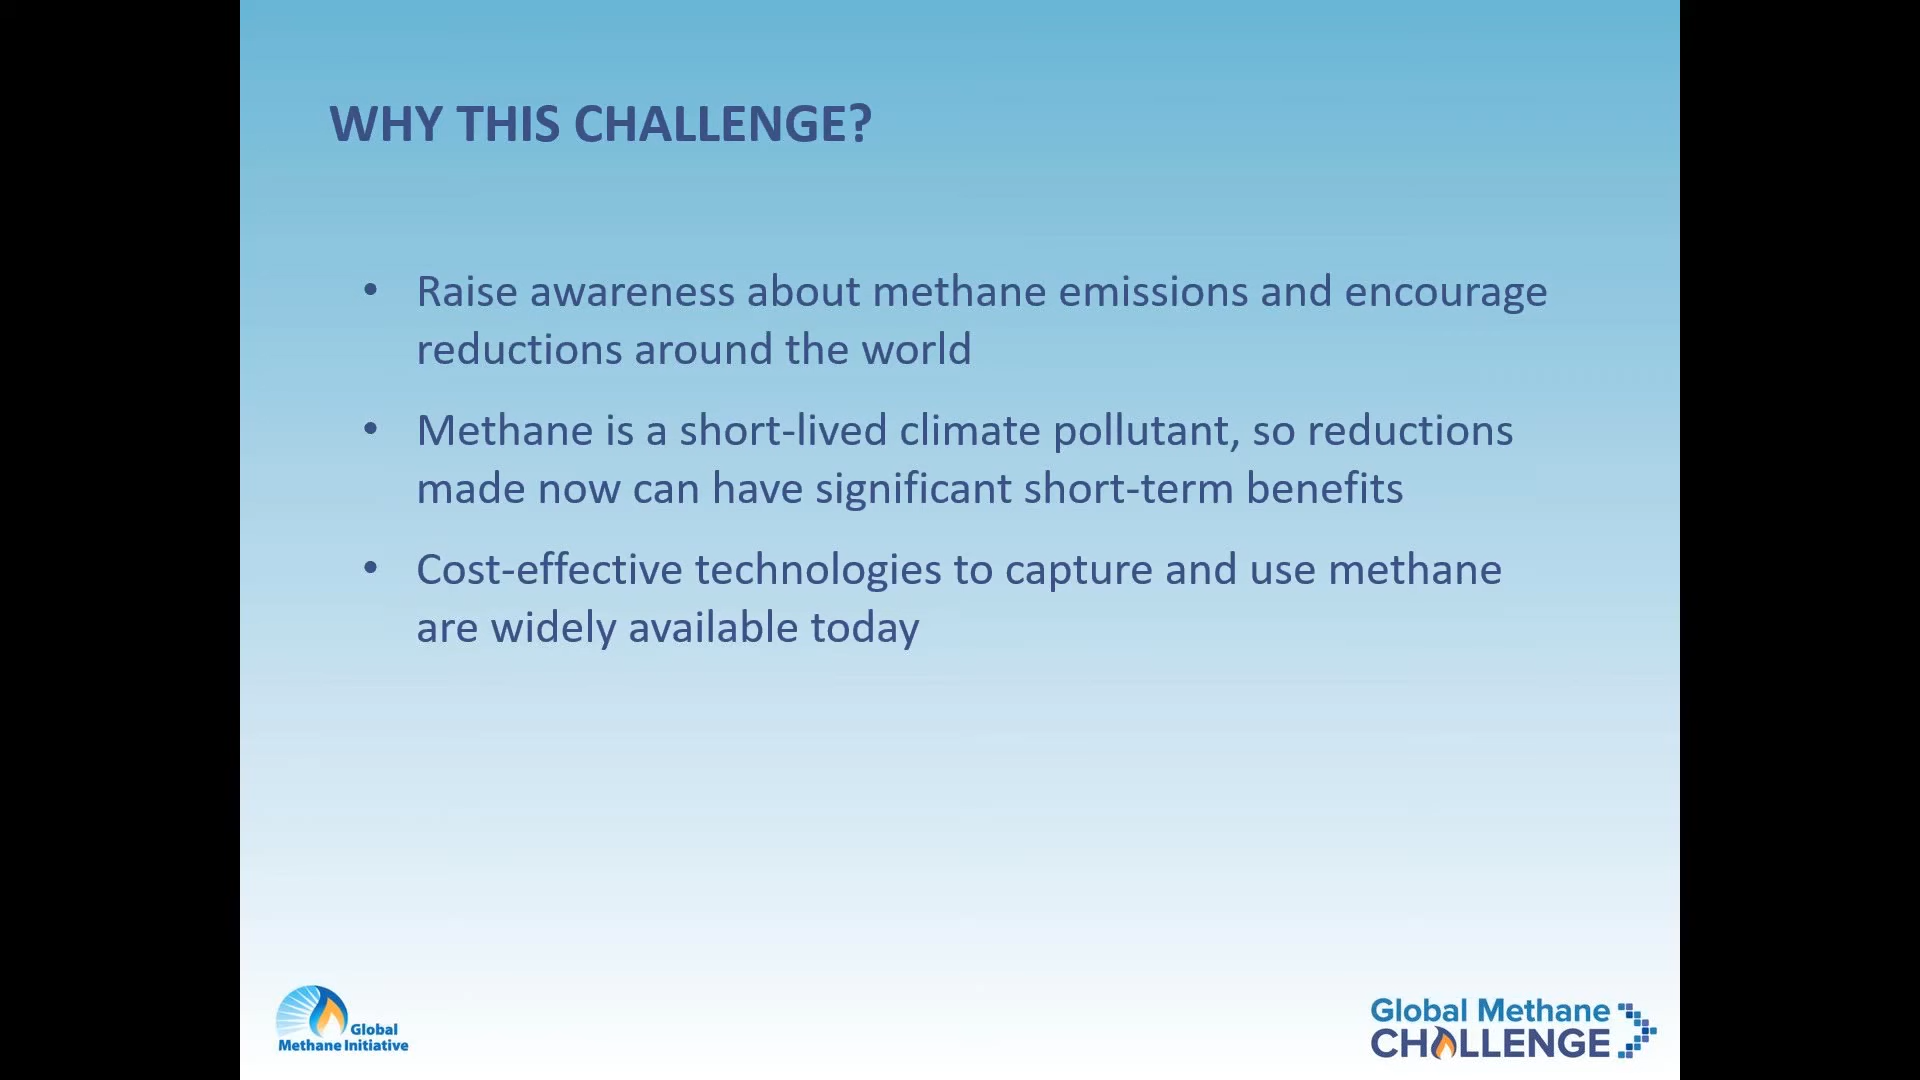 WHY THIS CHALLENGE?
• Raise awareness about methane emissions and encourage
reductions around the world
• Methane is a short-lived climate pollutant, so reductions
made now can have significant short-term benefits
• Cost-effective technologies to capture and use methane
are widely available today
Global
Methane Initiative
Global Methane
CHALLENGE